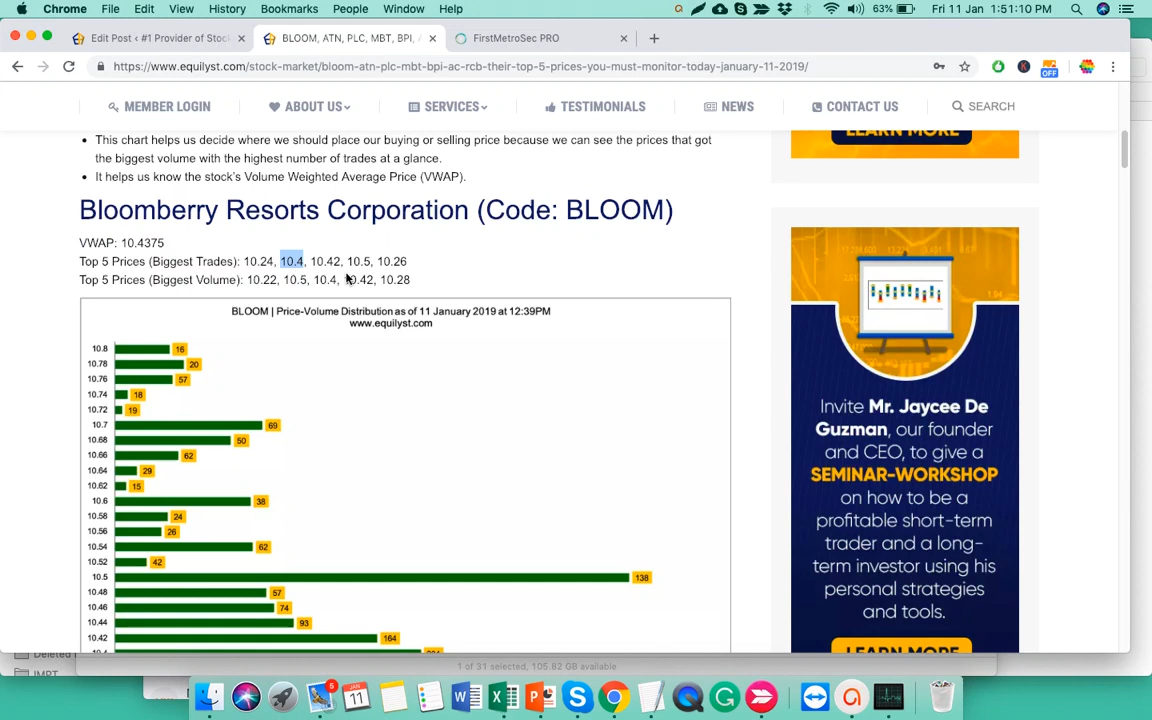 Chrome File Edit View History Bookmarks People Window Help 63% Fri 11 Jan 1:51:10 PM
Edit Post ‹ #1 Provider of Stoc × BLOOM, ATN, PLC, MBT, BPI, × FirstMetroSec PRO ×
https://www.equilyst.com/stock-market/bloom-atn-plc-mbt-bpi-ac-rcb-their-top-5-prices-you-must-monitor-today-january-11-2019/
OFF
MEMBER LOGIN ABOUT US SERVICES TESTIMONIALS NEWS CONTACT US SEARCH
This chart helps us decide where we should place our buying or selling price because we can see the prices that got
the biggest volume with the highest number of trades at a glance.
It helps us know the stock's Volume Weighted Average Price (VWAP).
LEARN MORE
Bloomberry Resorts Corporation (Code: BLOOM)
VWAP: 10.4375
Top 5 Prices (Biggest Trades): 10.24, 10.4, 10.42, 10.5, 10.26
Top 5 Prices (Biggest Volume): 10.22, 10.5, 10.4, 10.42, 10.28
BLOOM | Price-Volume Distribution as of 11 January 2019 at 12:39PM
www.equilyst.com
10.8 16
10.78 20
10.76 57
10.74 18
10.72 19
10.7 69
10.68 50
10.66 62
10.64 29
10.62 15
10.6 38
10.58 24
10.56 26
10.54 62
10.52 42
10.5 138
10.48 57
10.46 74
10.44 93
10.42 164
Invite Mr. Jaycee De
Guzman, our founder
and CEO, to give a
SEMINAR-WORKSHOP
on how to be a
profitable short-term
trader and a long-
term investor using his
personal strategies
and tools.
LEARN MORE
Deleted
1 of 31 selected, 105.82 GB available
5
JAN
11